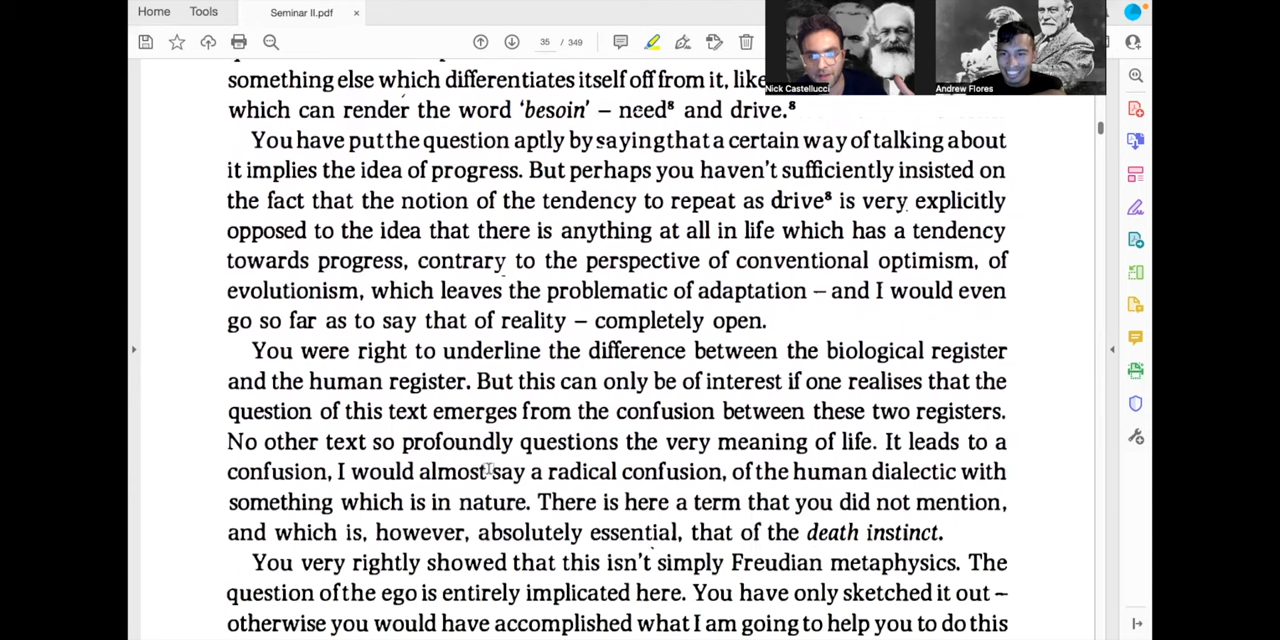 Home Tools Seminar II.pdf ×
35 / 349
Nick Castellucci
Andrew Flores
something else which differentiates itself off from it, like
which can render the word 'besoin' – need⁸ and drive.⁸
You have put the question aptly by saying that a certain way of talking about
it implies the idea of progress. But perhaps you haven't sufficiently insisted on
the fact that the notion of the tendency to repeat as drive⁸ is very explicitly
opposed to the idea that there is anything at all in life which has a tendency
towards progress, contrary to the perspective of conventional optimism, of
evolutionism, which leaves the problematic of adaptation – and I would even
go so far as to say that of reality – completely open.
You were right to underline the difference between the biological register
and the human register. But this can only be of interest if one realises that the
question of this text emerges from the confusion between these two registers.
No other text so profoundly questions the very meaning of life. It leads to a
confusion, I would almost say a radical confusion, of the human dialectic with
something which is in nature. There is here a term that you did not mention,
and which is, however, absolutely essential, that of the death instinct.
You very rightly showed that this isn't simply Freudian metaphysics. The
question of the ego is entirely implicated here. You have only sketched it out –
otherwise you would have accomplished what I am going to help you to do this